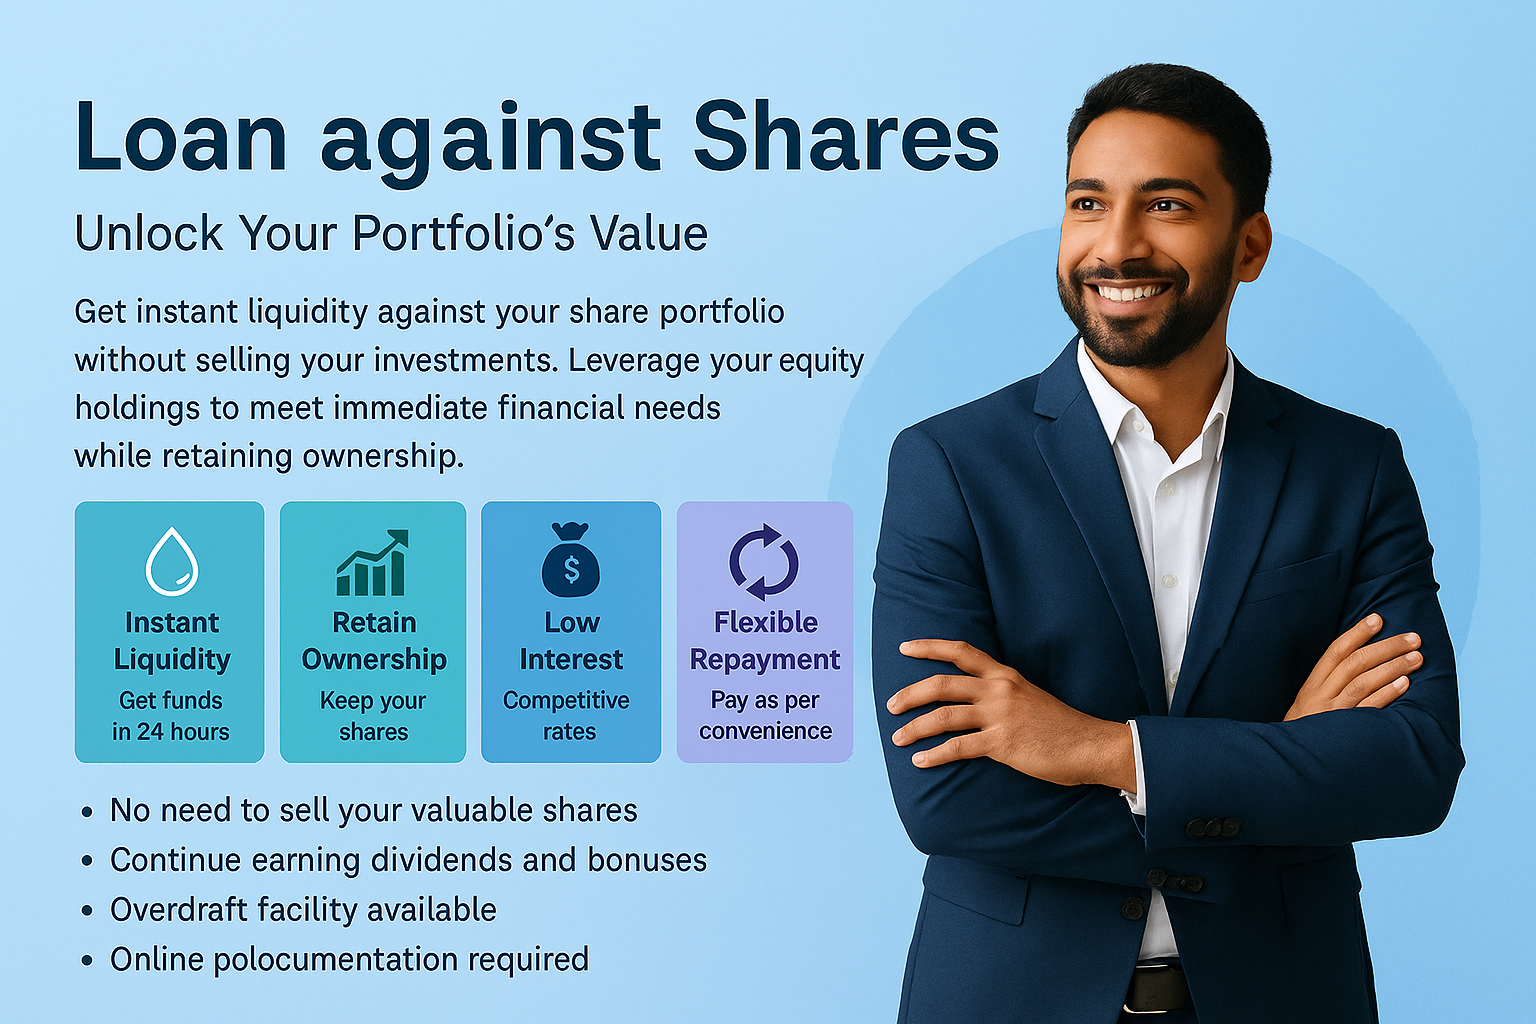 Loan against Shares
Unlock Your Portfolio’s Value
Get instant liquidity against your share portfolio
without selling your investments. Leverage your equity
holdings to meet immediate financial needs
while retaining ownership.
Instant
Liquidity
Get funds
in 24 hours
Retain
Ownership
Keep your
shares
$
Low
Interest
Competitive
rates
Flexible
Repayment
Pay as per
convenience
• No need to sell your valuable shares
• Continue earning dividends and bonuses
• Overdraft facility available
• Online polocumentation required